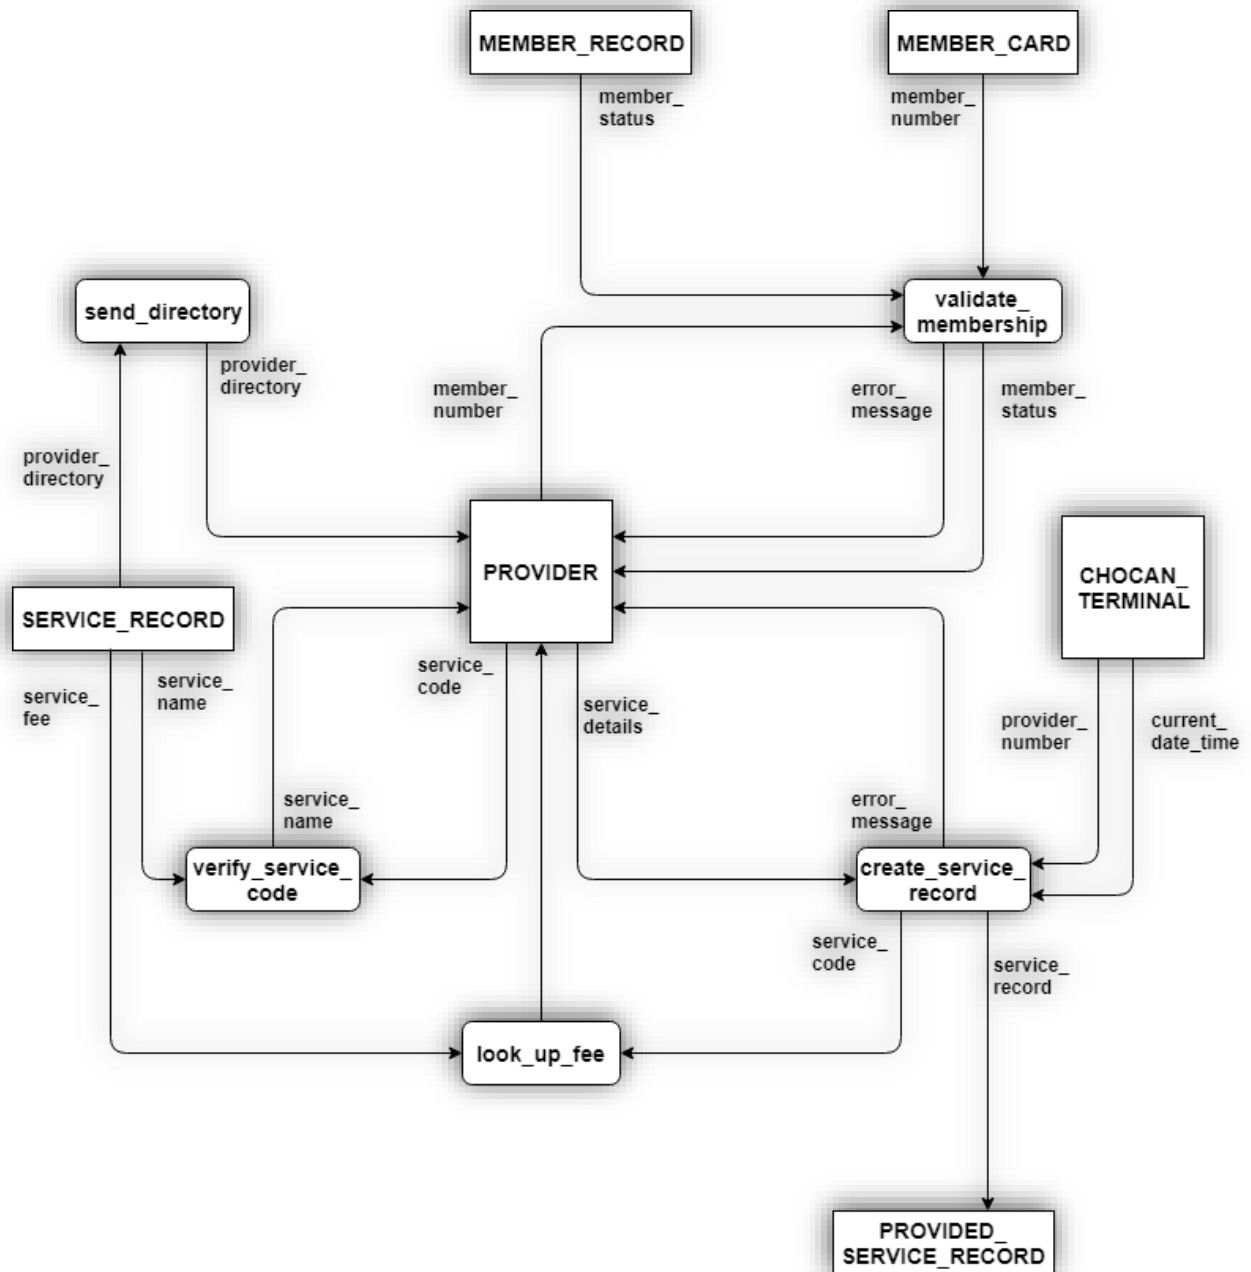 MEMBER_RECORD
MEMBER_CARD
member_
status
member_
number
send_directory
validate_
membership
provider_
directory
member_
number
error_
message
member_
status
provider_
directory
PROVIDER
CHOCAN_
TERMINAL
SERVICE_RECORD
service_
fee
service_
name
service_
code
service_
details
provider_
number
current_
date_time
service_
name
error_
message
verify_service_
code
create_service_
record
service_
code
service_
record
look_up_fee
PROVIDED_
SERVICE_RECORD